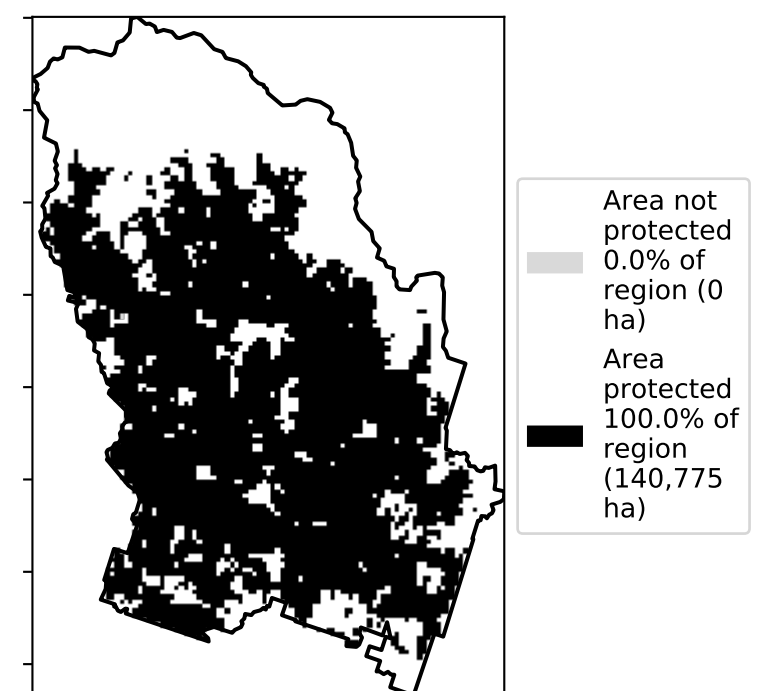 Area not
protected
0.0% of
region (0
ha)
Area
protected
100.0% of
region
(140,775
ha)